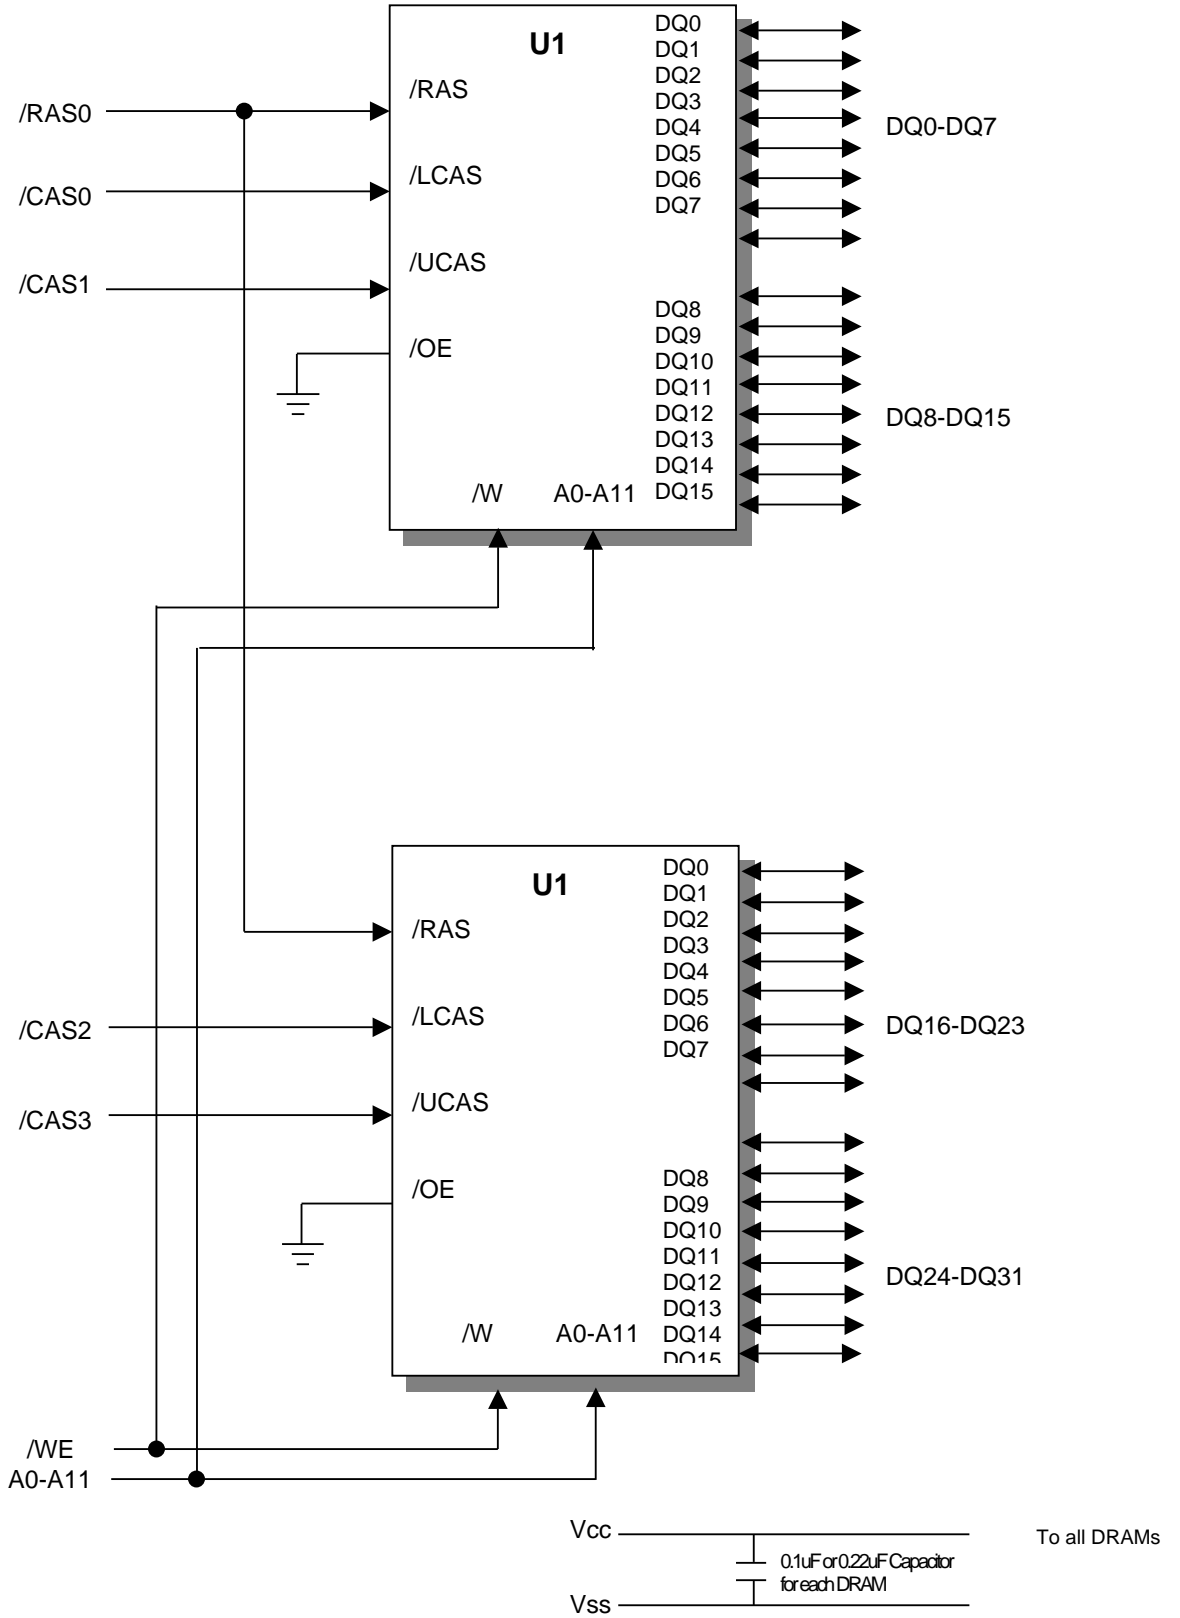 U1
DQ0
DQ1
DQ2
DQ3
DQ4
DQ5
DQ6
DQ7
/RAS0
/RAS
DQ0-DQ7
/CAS0
/LCAS
/CAS1
/UCAS
/OE
DQ8
DQ9
DQ10
DQ11
DQ12
DQ13
DQ14
DQ15
DQ8-DQ15
/W
A0-A11
U1
DQ0
DQ1
DQ2
DQ3
DQ4
DQ5
DQ6
DQ7
/RAS
/CAS2
/LCAS
DQ16-DQ23
/CAS3
/UCAS
/OE
DQ8
DQ9
DQ10
DQ11
DQ12
DQ13
DQ14
DQ15
DQ24-DQ31
/W
A0-A11
/WE
A0-A11
Vcc
To all DRAMs
0.1uF or 0.22uF Capacitor
for each DRAM
Vss